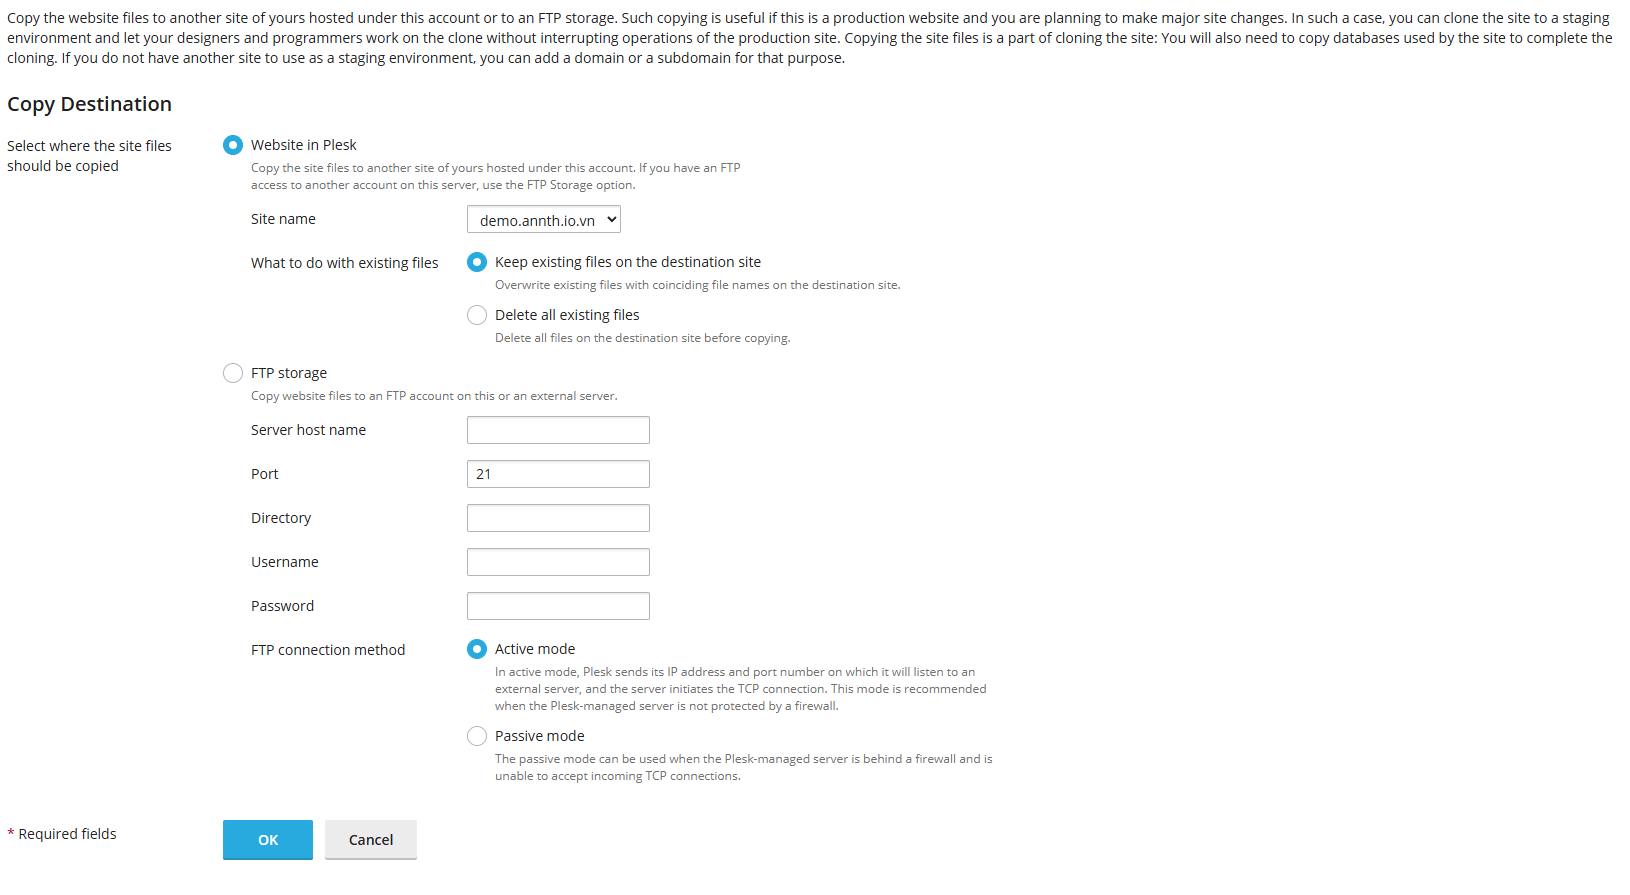 Copy the website files to another site of yours hosted under this account or to an FTP storage. Such copying is useful if this is a production website and you are planning to make major site changes. In such a case, you can clone the site to a staging
environment and let your designers and programmers work on the clone without interrupting operations of the production site. Copying the site files is a part of cloning the site: You will also need to copy databases used by the site to complete the
cloning. If you do not have another site to use as a staging environment, you can add a domain or a subdomain for that purpose.
Copy Destination
Select where the site files
should be copied
Website in Plesk
Copy the site files to another site of yours hosted under this account. If you have an FTP
access to another account on this server, use the FTP Storage option.
Site name
demo.annth.io.vn
What to do with existing files
Keep existing files on the destination site
Overwrite existing files with coinciding file names on the destination site.
Delete all existing files
Delete all files on the destination site before copying.
FTP storage
Copy website files to an FTP account on this or an external server.
Server host name
Port
21
Directory
Username
Password
FTP connection method
Active mode
In active mode, Plesk sends its IP address and port number on which it will listen to an
external server, and the server initiates the TCP connection. This mode is recommended
when the Plesk-managed server is not protected by a firewall.
Passive mode
The passive mode can be used when the Plesk-managed server is behind a firewall and is
unable to accept incoming TCP connections.
* Required fields
OK
Cancel